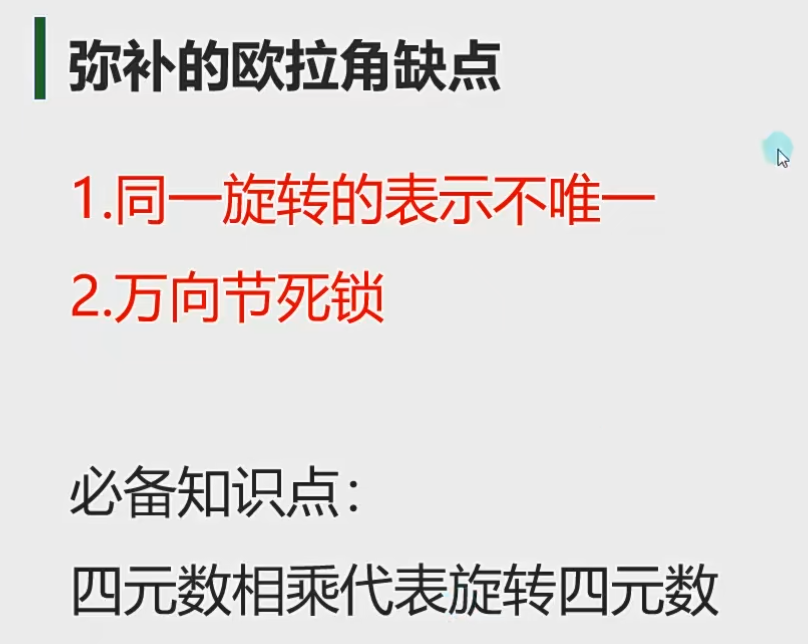 弥补的欧拉角缺点
1.同一旋转的表示不唯一
2.万向节死锁
必备知识点：
四元数相乘代表旋转四元数